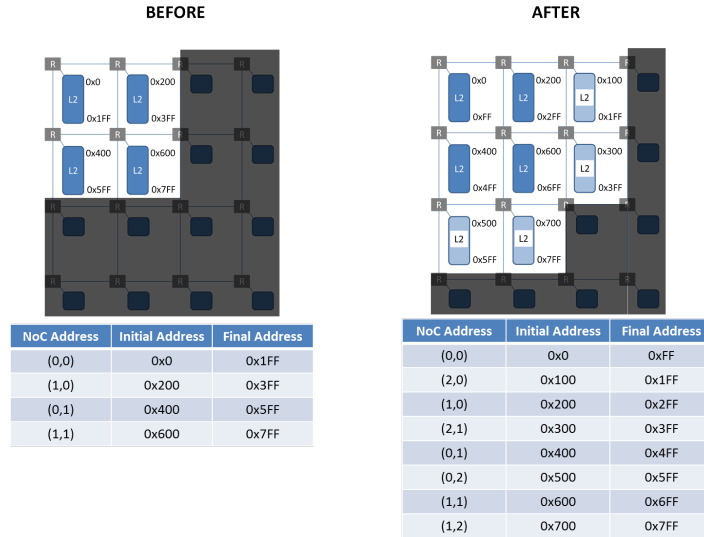 BEFORE
AFTER
R R R R
0x0 0x200
L2 L2
0x1FF 0x3FF
R R R R
0x400 0x600
L2 L2
0x5FF 0x7FF
R R R R
R R R R
NoC Address Initial Address Final Address
(0,0) 0x0 0x1FF
(1,0) 0x200 0x3FF
(0,1) 0x400 0x5FF
(1,1) 0x600 0x7FF
R R R R
0x0 0x200 0x100
L2 L2 L2
0xFF 0x2FF 0x1FF
R R R R
0x400 0x600 0x300
L2 L2 L2
0x4FF 0x6FF 0x3FF
R R R R
0x500 0x700
L2 L2
0x5FF 0x7FF
R R R R
NoC Address Initial Address Final Address
(0,0) 0x0 0xFF
(2,0) 0x100 0x1FF
(1,0) 0x200 0x2FF
(2,1) 0x300 0x3FF
(0,1) 0x400 0x4FF
(0,2) 0x500 0x5FF
(1,1) 0x600 0x6FF
(1,2) 0x700 0x7FF